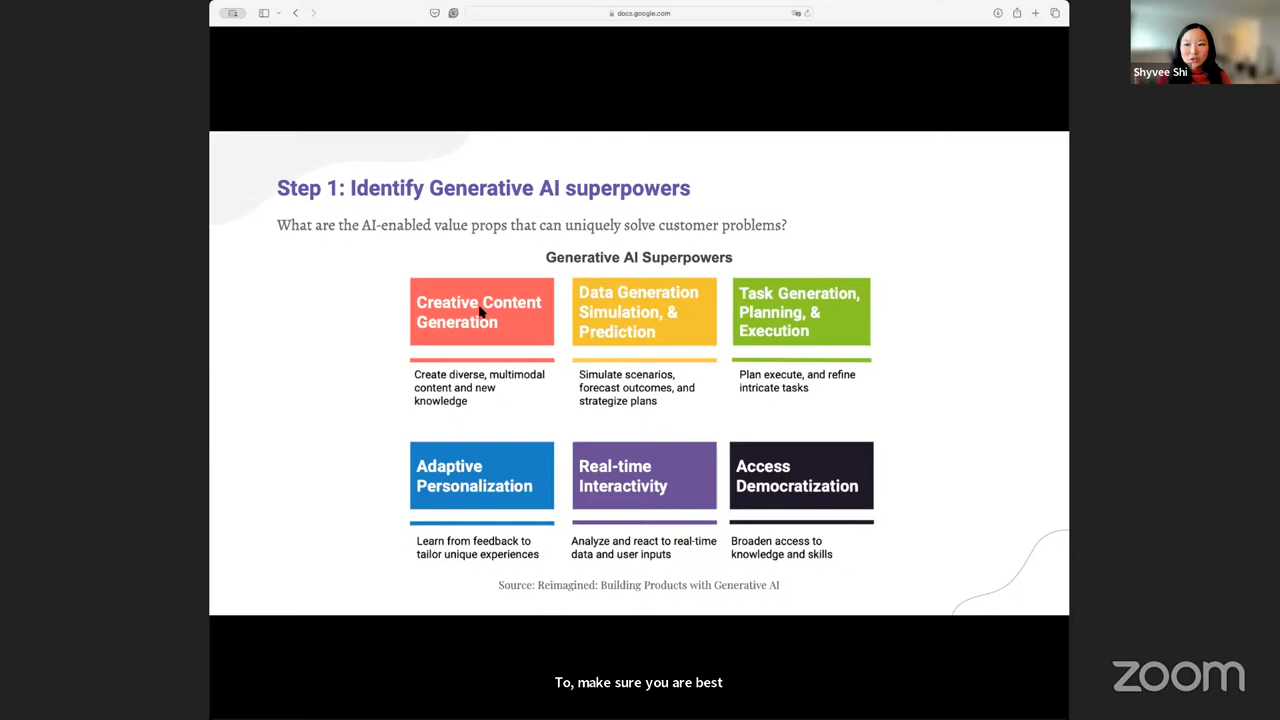 docs.google.com
Shyvee Shi
Step 1: Identify Generative AI superpowers
What are the AI-enabled value props that can uniquely solve customer problems?
Generative AI Superpowers
Creative Content
Generation
Create diverse, multimodal
content and new
knowledge
Data Generation
Simulation, &
Prediction
Simulate scenarios,
forecast outcomes, and
strategize plans
Task Generation,
Planning, &
Execution
Plan execute, and refine
intricate tasks
Adaptive
Personalization
Learn from feedback to
tailor unique experiences
Real-time
Interactivity
Analyze and react to real-time
data and user inputs
Access
Democratization
Broaden access to
knowledge and skills
Source: Reimagined: Building Products with Generative AI
To, make sure you are best
zoom